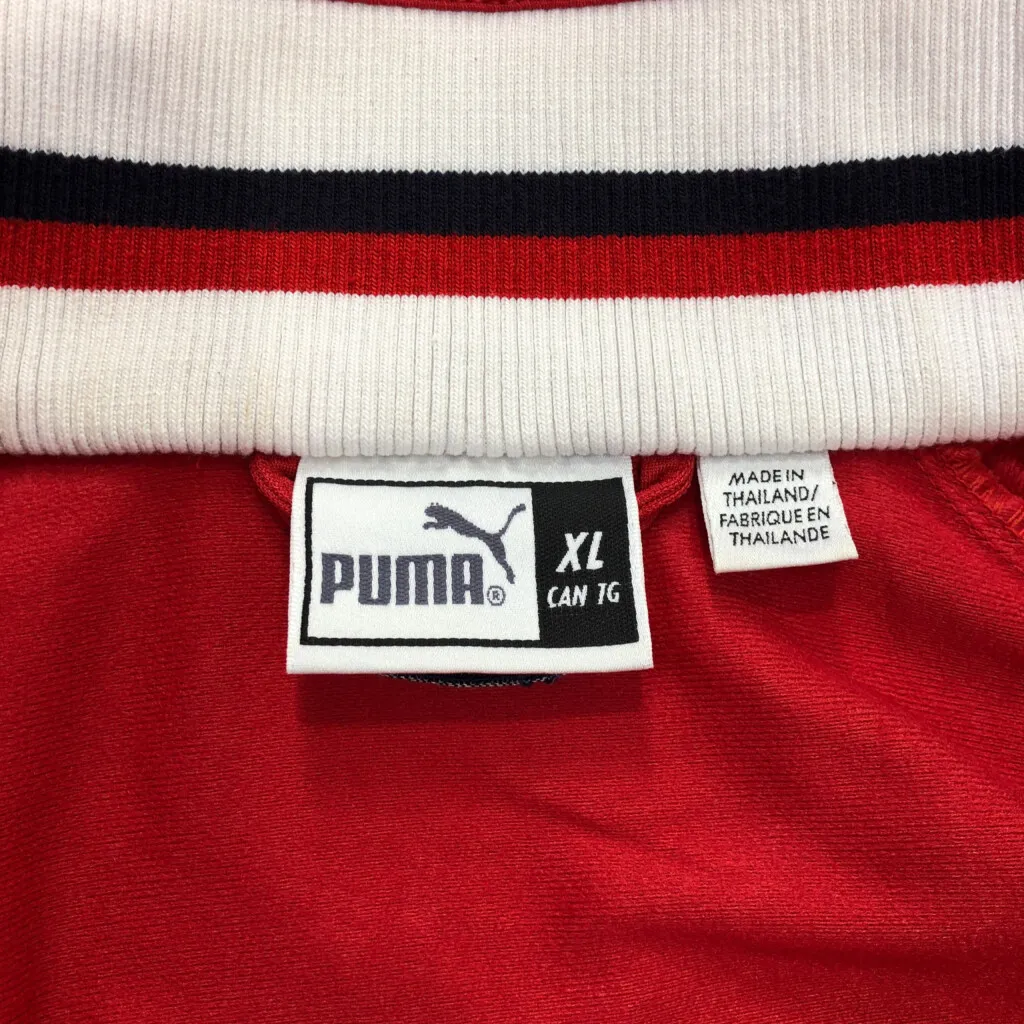 PUMA®
XL
CAN TG
MADE IN
THAILAND/
FABRIQUE EN
THAILANDE